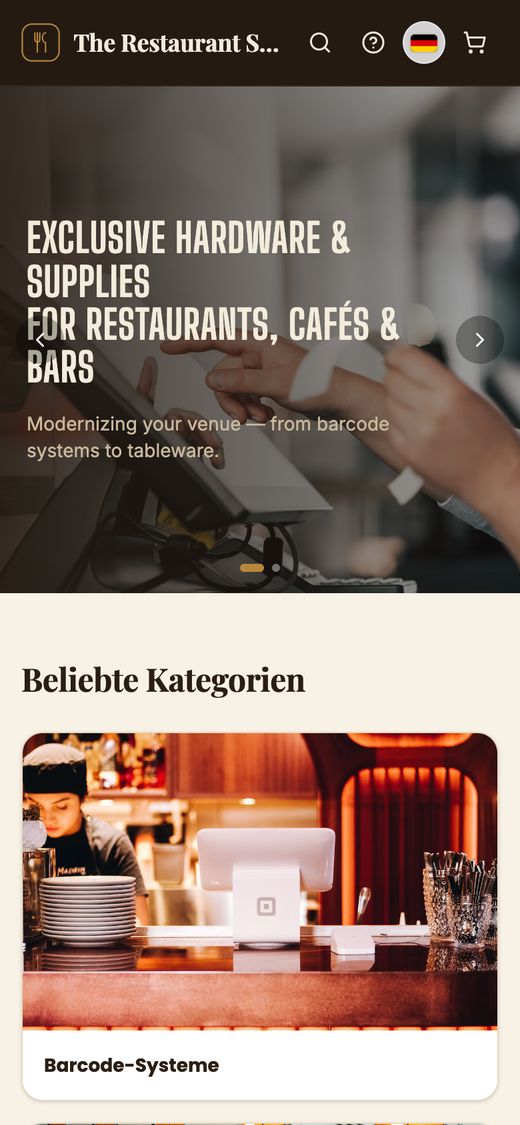 The Restaurant S...
EXCLUSIVE HARDWARE &
SUPPLIES
FOR RESTAURANTS, CAFÉS &
BARS
Modernizing your venue — from barcode
systems to tableware.
Beliebte Kategorien
MADRID
Barcode-Systeme